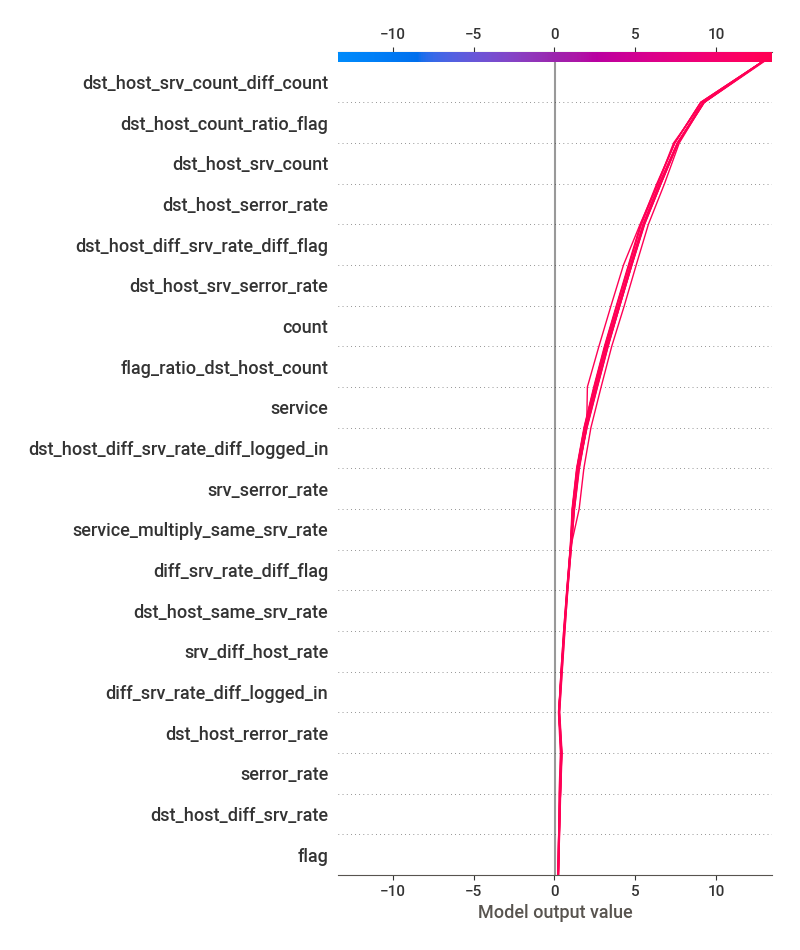 −10 −5 0 5 10
dst_host_srv_count_diff_count
dst_host_count_ratio_flag
dst_host_srv_count
dst_host_serror_rate
dst_host_diff_srv_rate_diff_flag
dst_host_srv_serror_rate
count
flag_ratio_dst_host_count
service
dst_host_diff_srv_rate_diff_logged_in
srv_serror_rate
service_multiply_same_srv_rate
diff_srv_rate_diff_flag
dst_host_same_srv_rate
srv_diff_host_rate
diff_srv_rate_diff_logged_in
dst_host_rerror_rate
serror_rate
dst_host_diff_srv_rate
flag
−10 −5 0 5 10
Model output value